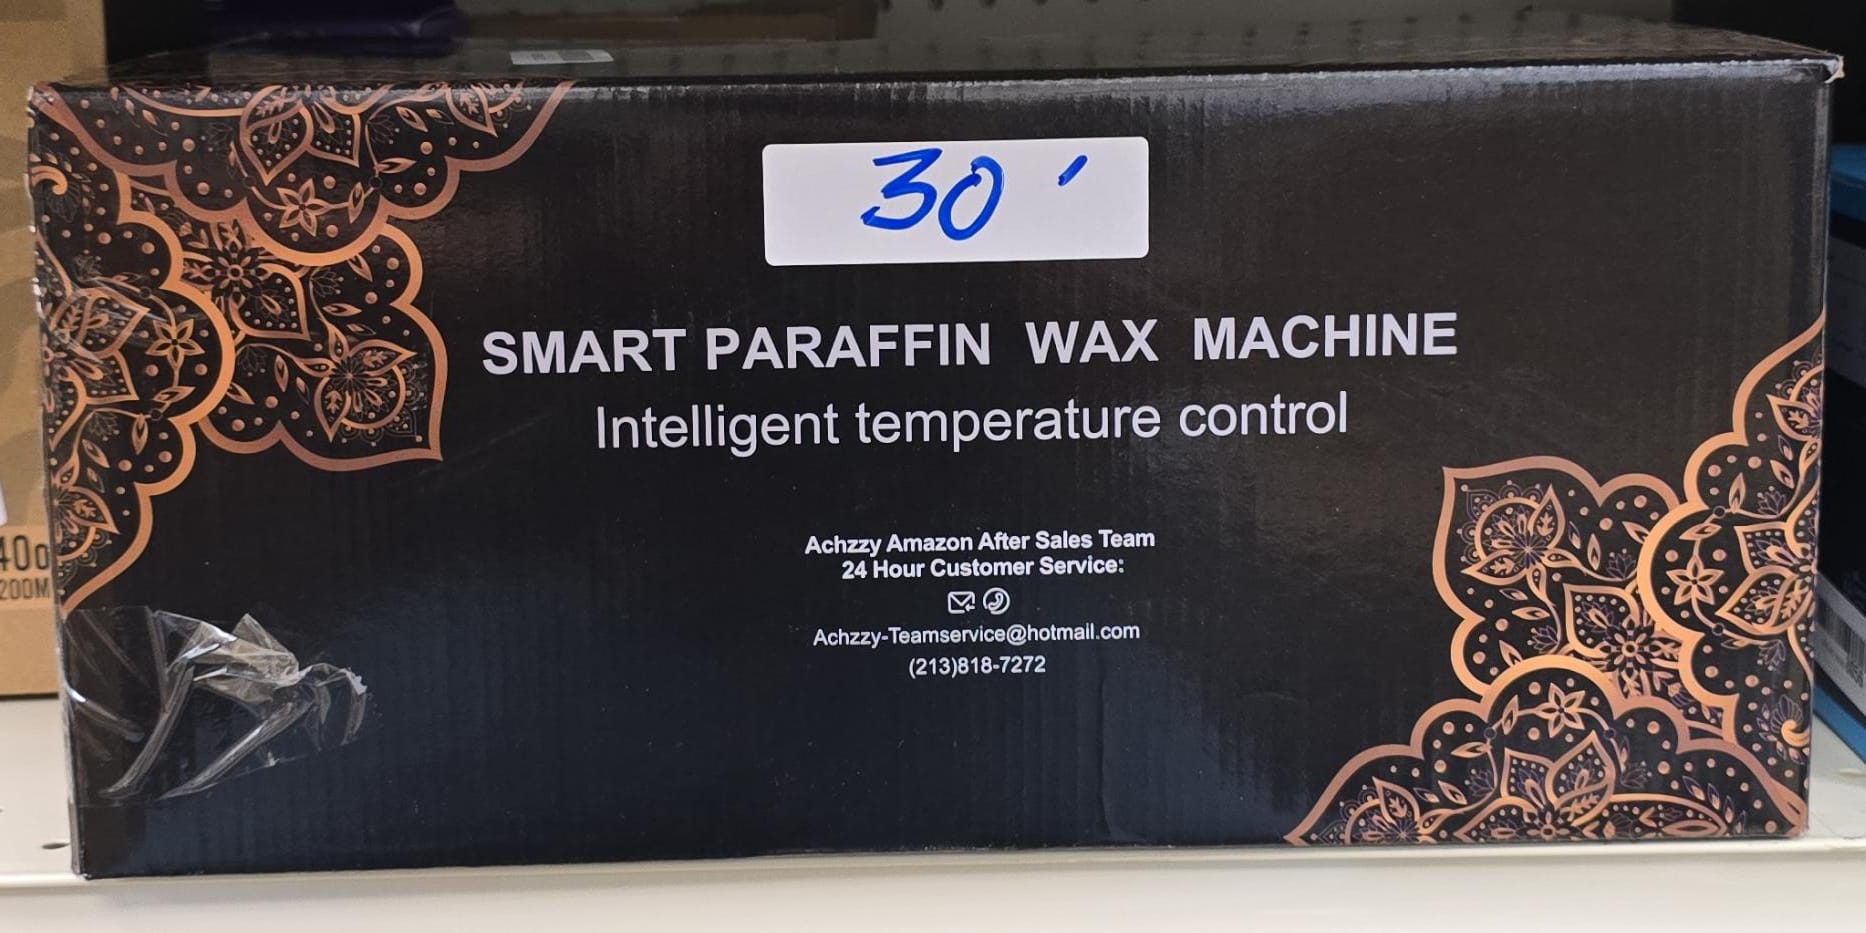 30 '
SMART PARAFFIN WAX MACHINE
Intelligent temperature control
Achzzy Amazon After Sales Team
24 Hour Customer Service:
Achzzy-Teamservice@hotmail.com
(213)818-7272
200M